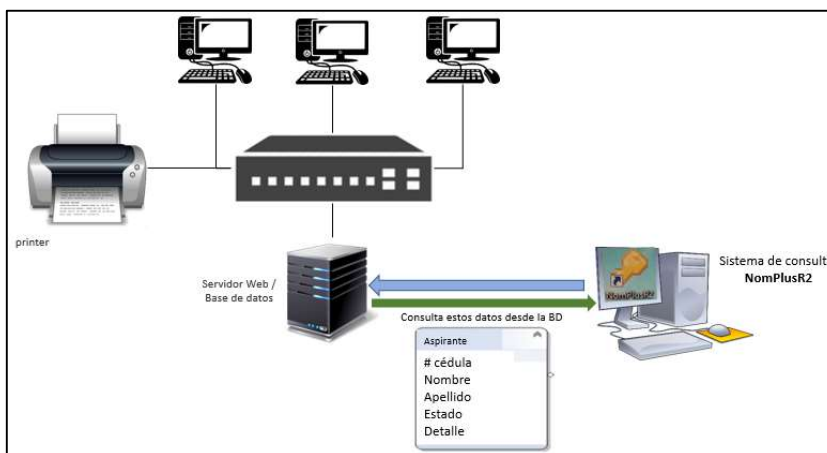 printer
Servidor Web /
Base de datos
Sistema de consult
NomPlusR2
NomPlusR2
Consulta estos datos desde la BD
Aspirante
# cédula
Nombre
Apellido
Estado
Detalle